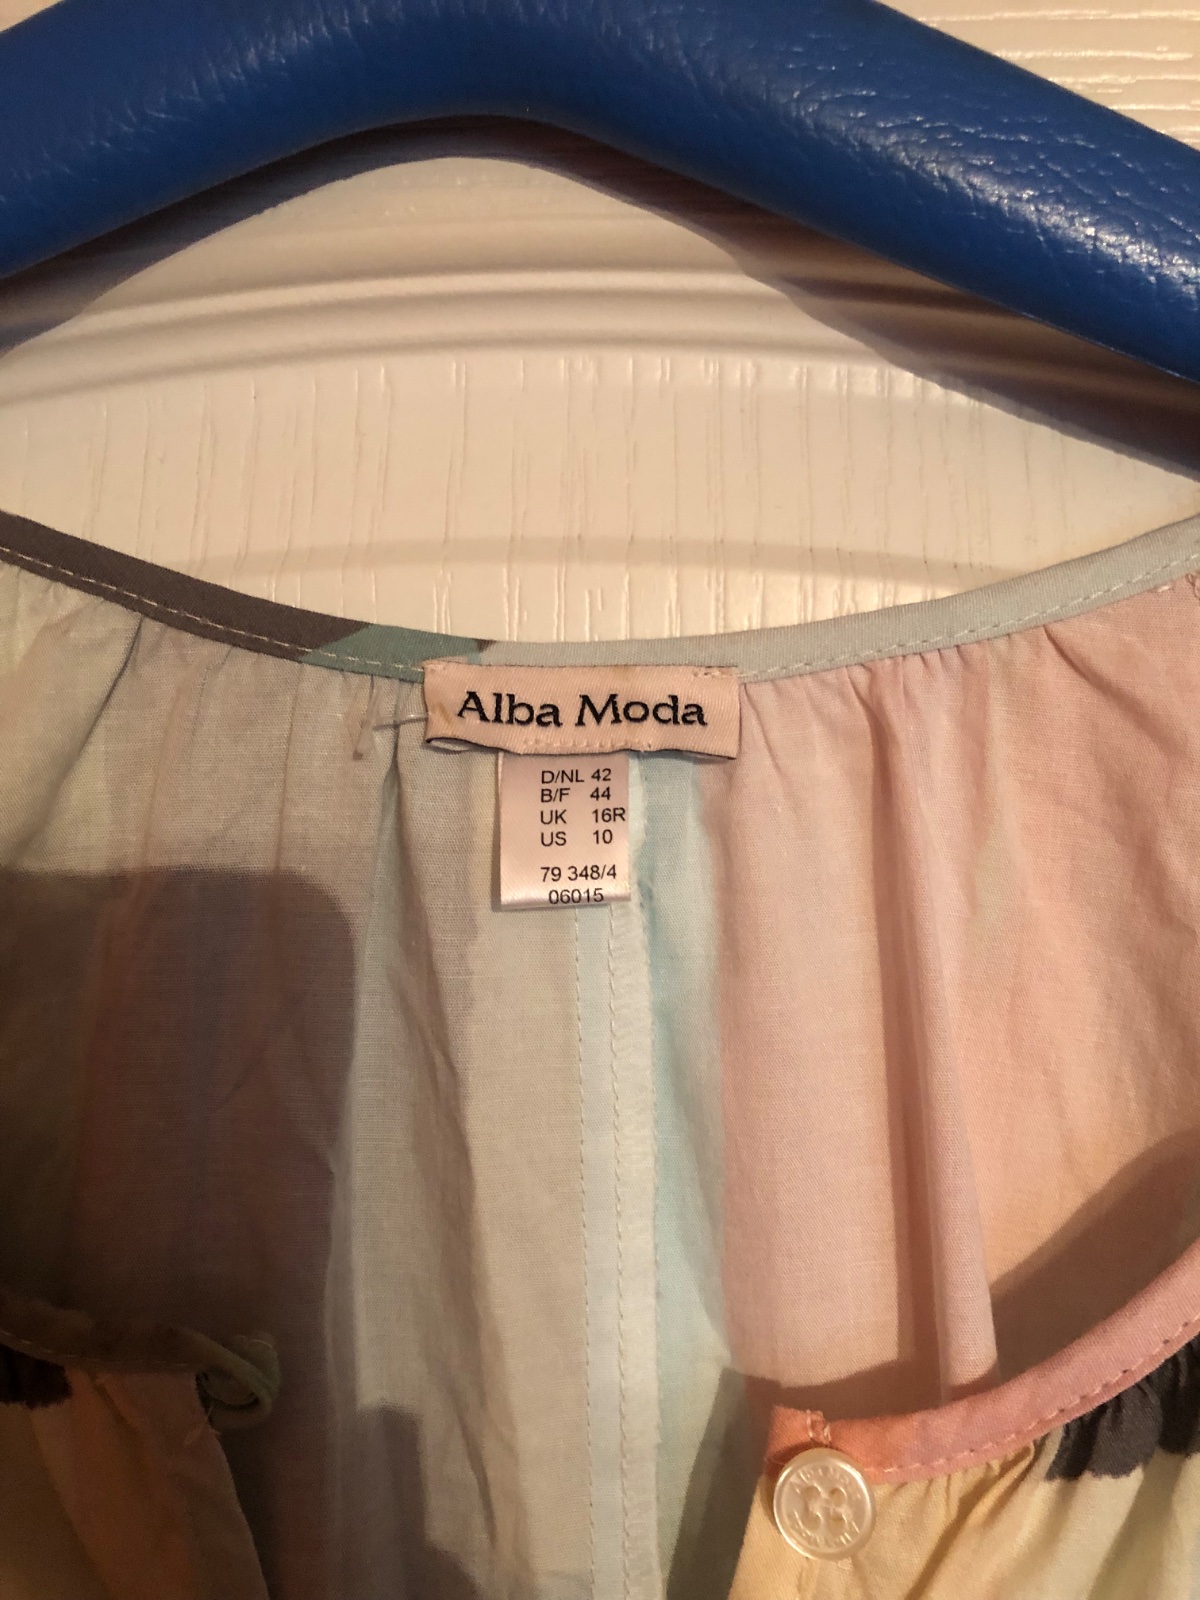 Alba Moda
D/NL 42
B/F 44
UK 16R
US 10
79 348/4
06015